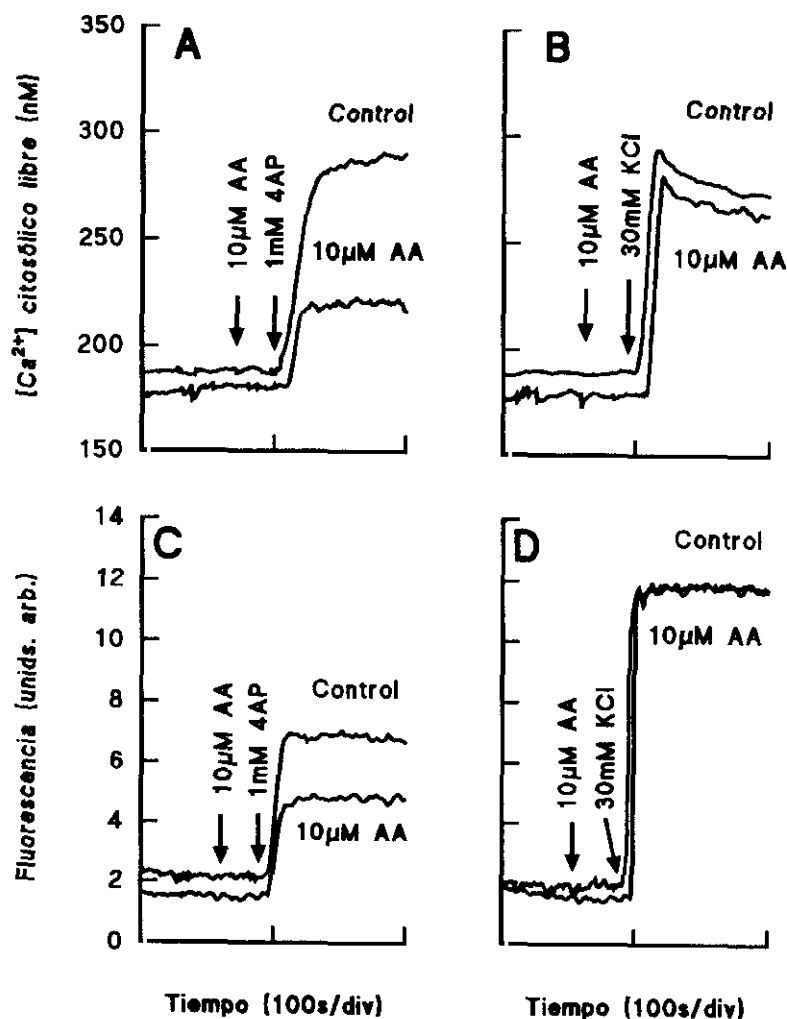 A
B
350
300
250
200
150
[Ca²⁺] citosólico libre (nM)
Control
10µM AA
1mM 4AP
10µM AA
Control
10µM AA
30mM KCl
10µM AA
C
D
14
12
10
8
6
4
2
0
Fluorescencia (unids. arb.)
Control
10µM AA
1mM 4AP
10µM AA
Control
10µM AA
10µM AA
30mM KCl
Tiempo (100s/div)
Tiempo (100s/div)